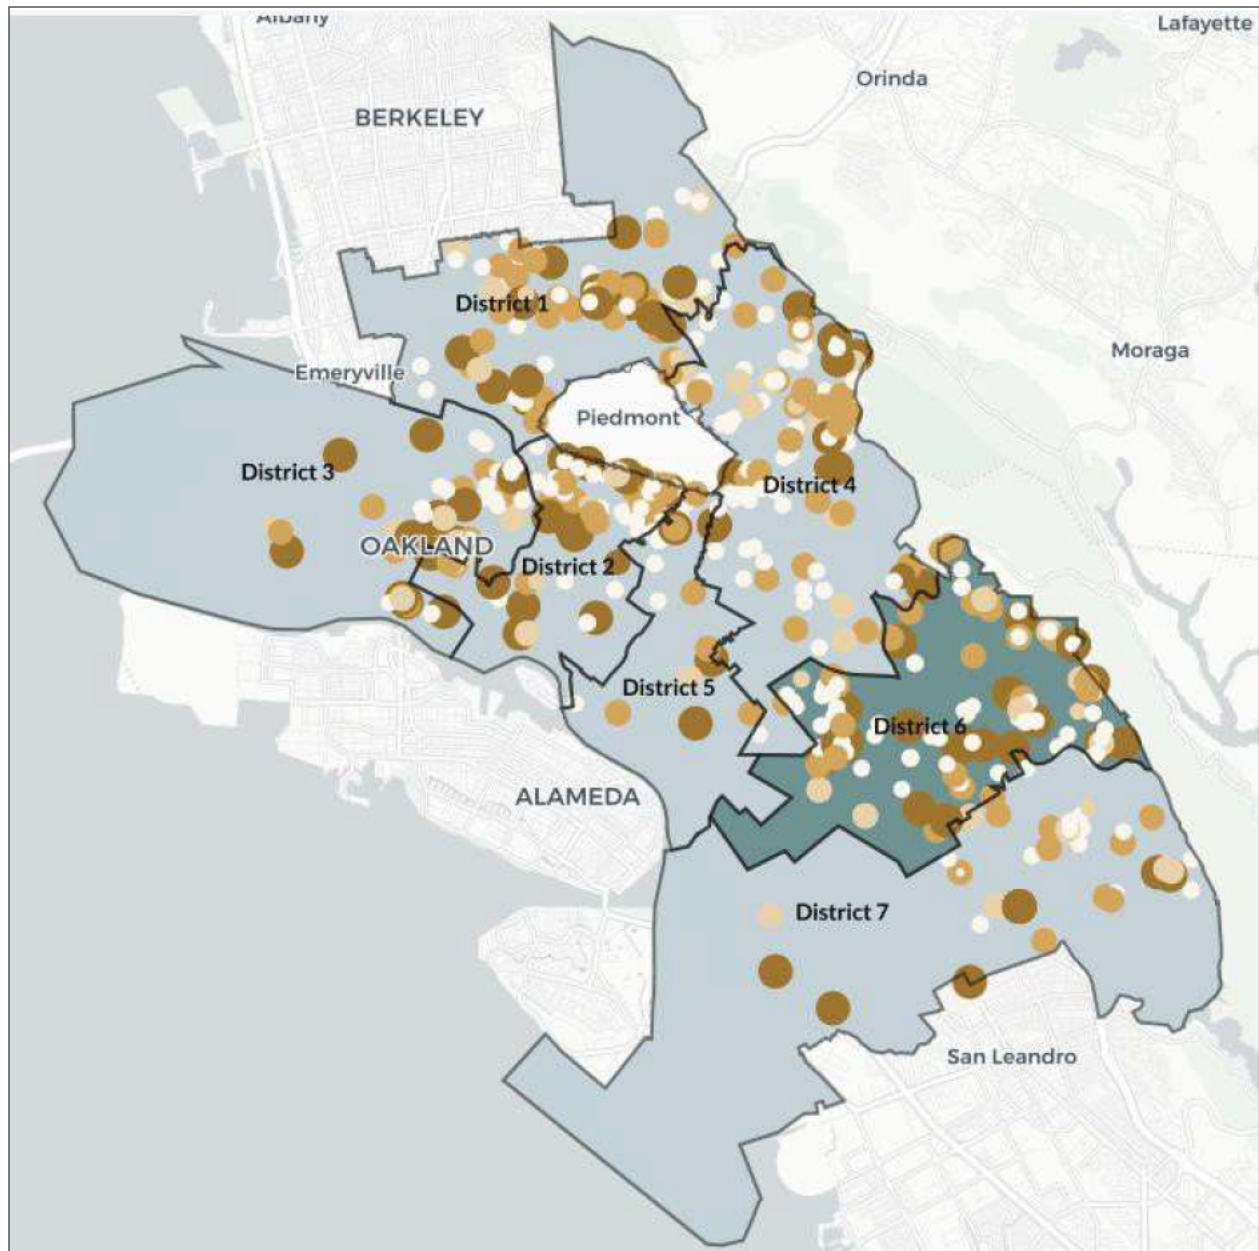 Albany
Lafayette
Orinda
BERKELEY
District 1
Moraga
Emeryville
Piedmont
District 3
District 4
OAKLAND
District 2
District 5
District 6
ALAMEDA
District 7
San Leandro